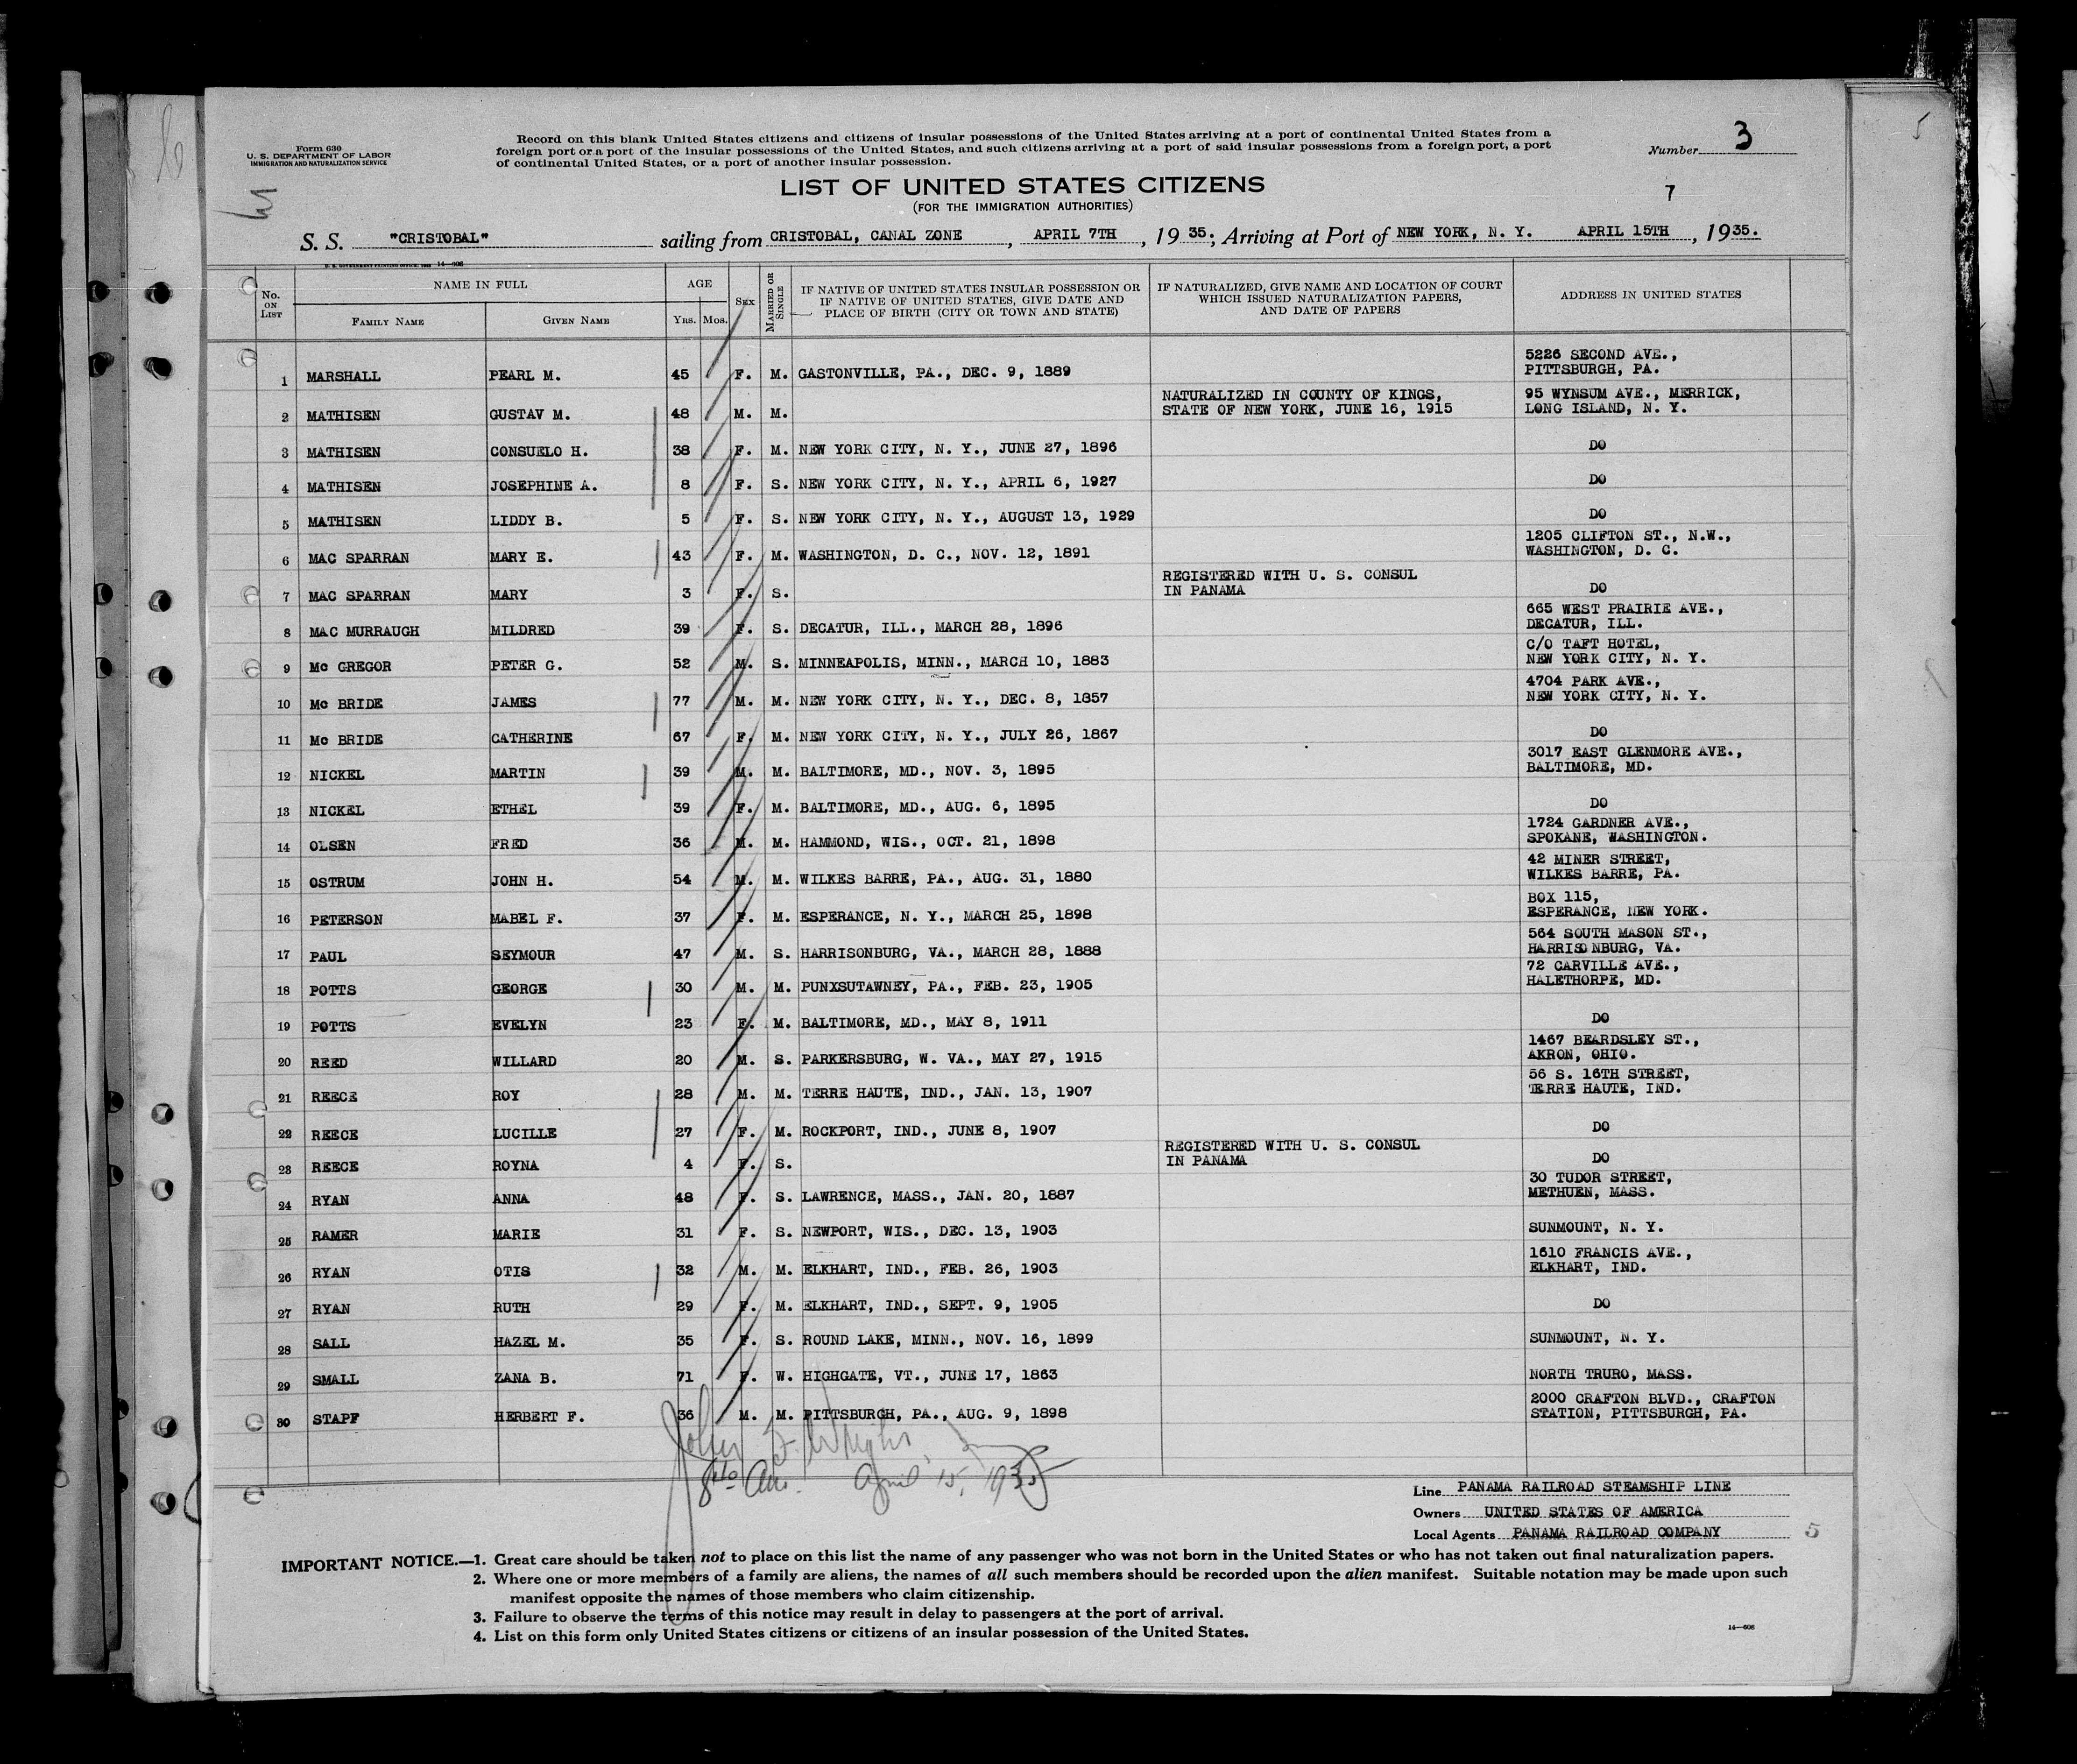 Form 630
U. S. DEPARTMENT OF LABOR
IMMIGRATION AND NATURALIZATION SERVICE
Record on this blank United States citizens and citizens of insular possessions of the United States arriving at a port of continental United States from a
foreign port or a port of the insular possessions of the United States, and such citizens arriving at a port of said insular possessions from a foreign port, a port
of continental United States, or a port of another insular possession.
Number 3
LIST OF UNITED STATES CITIZENS
(FOR THE IMMIGRATION AUTHORITIES)
7
S. S. "CRISTOBAL" sailing from CRISTOBAL, CANAL ZONE, APRIL 7TH, 1935; Arriving at Port of NEW YORK, N. Y. APRIL 15TH, 1935.
No. ON LIST
NAME IN FULL
FAMILY NAME
GIVEN NAME
AGE
YRS. MOS.
SEX
MARRIED OR SINGLE
IF NATIVE OF UNITED STATES INSULAR POSSESSION OR
IF NATIVE OF UNITED STATES, GIVE DATE AND
PLACE OF BIRTH (CITY OR TOWN AND STATE)
IF NATURALIZED, GIVE NAME AND LOCATION OF COURT
WHICH ISSUED NATURALIZATION PAPERS,
AND DATE OF PAPERS
ADDRESS IN UNITED STATES
1 MARSHALL PEARL M. 45 F. M. GASTONVILLE, PA., DEC. 9, 1889 5226 SECOND AVE., PITTSBURGH, PA.
2 MATHISEN GUSTAV M. 48 M. M. NATURALIZED IN COUNTY OF KINGS, STATE OF NEW YORK, JUNE 16, 1915 95 WYNSUM AVE., MERRICK, LONG ISLAND, N. Y.
3 MATHISEN CONSUELO H. 38 F. M. NEW YORK CITY, N. Y., JUNE 27, 1896 DO
4 MATHISEN JOSEPHINE A. 8 F. S. NEW YORK CITY, N. Y., APRIL 6, 1927 DO
5 MATHISEN LIDDY B. 5 F. S. NEW YORK CITY, N. Y., AUGUST 13, 1929 DO
6 MAC SPARRAN MARY E. 43 F. M. WASHINGTON, D. C., NOV. 12, 1891 1205 CLIFTON ST., N.W., WASHINGTON, D. C.
7 MAC SPARRAN MARY 3 F. S. REGISTERED WITH U. S. CONSUL IN PANAMA DO
8 MAC MURRAUGH MILDRED 39 F. S. DECATUR, ILL., MARCH 28, 1896 665 WEST PRAIRIE AVE., DECATUR, ILL.
9 Mc GREGOR PETER G. 52 M. S. MINNEAPOLIS, MINN., MARCH 10, 1883 C/O TAFT HOTEL, NEW YORK CITY, N. Y.
10 Mc BRIDE JAMES 77 M. M. NEW YORK CITY, N. Y., DEC. 8, 1857 4704 PARK AVE., NEW YORK CITY, N. Y.
11 Mc BRIDE CATHERINE 67 F. M. NEW YORK CITY, N. Y., JULY 26, 1867 DO
12 NICKEL MARTIN 39 M. M. BALTIMORE, MD., NOV. 3, 1895 3017 EAST GLENMORE AVE., BALTIMORE, MD.
13 NICKEL ETHEL 39 F. M. BALTIMORE, MD., AUG. 6, 1895 DO
14 OLSEN FRED 36 M. M. HAMMOND, WIS., OCT. 21, 1898 1724 GARDNER AVE., SPOKANE, WASHINGTON.
15 OSTRUM JOHN H. 54 M. M. WILKES BARRE, PA., AUG. 31, 1880 42 MINER STREET, WILKES BARRE, PA.
16 PETERSON MABEL F. 37 F. M. ESPERANCE, N. Y., MARCH 25, 1898 BOX 115, ESPERANCE, NEW YORK.
17 PAUL SEYMOUR 47 M. S. HARRISONBURG, VA., MARCH 28, 1888 564 SOUTH MASON ST., HARRISONBURG, VA.
18 POTTS GEORGE 30 M. M. PUNXSUTAWNEY, PA., FEB. 23, 1905 72 CARVILLE AVE., HALETHORPE, MD.
19 POTTS EVELYN 23 F. M. BALTIMORE, MD., MAY 8, 1911 DO
20 REED WILLARD 20 M. S. PARKERSBURG, W. VA., MAY 27, 1915 1467 BEARDSLEY ST., AKRON, OHIO.
21 REECE ROY 28 M. M. TERRE HAUTE, IND., JAN. 13, 1907 56 S. 16TH STREET, TERRE HAUTE, IND.
22 REECE LUCILLE 27 F. M. ROCKPORT, IND., JUNE 8, 1907 DO
23 REECE ROYNA 4 F. S. REGISTERED WITH U. S. CONSUL IN PANAMA DO
24 RYAN ANNA 48 F. S. LAWRENCE, MASS., JAN. 20, 1887 30 TUDOR STREET, METHUEN, MASS.
25 RAMER MARIE 31 F. S. NEWPORT, WIS., DEC. 13, 1903 SUNMOUNT, N. Y.
26 RYAN OTIS 32 M. M. ELKHART, IND., FEB. 26, 1903 1610 FRANCIS AVE., ELKHART, IND.
27 RYAN RUTH 29 F. M. ELKHART, IND., SEPT. 9, 1905 DO
28 SALL HAZEL M. 35 F. S. ROUND LAKE, MINN., NOV. 16, 1899 SUNMOUNT, N. Y.
29 SMALL ZANA B. 71 F. W. HIGHGATE, VT., JUNE 17, 1863 NORTH TRURO, MASS.
30 STAPF HERBERT F. 36 M. M. PITTSBURGH, PA., AUG. 9, 1898 2000 CRAFTON BLVD., CRAFTON STATION, PITTSBURGH, PA.
April 15, 1935
Line PANAMA RAILROAD STEAMSHIP LINE
Owners UNITED STATES OF AMERICA
Local Agents PANAMA RAILROAD COMPANY
5
IMPORTANT NOTICE.—1. Great care should be taken not to place on this list the name of any passenger who was not born in the United States or who has not taken out final naturalization papers.
2. Where one or more members of a family are aliens, the names of all such members should be recorded upon the alien manifest. Suitable notation may be made upon such
manifest opposite the names of those members who claim citizenship.
3. Failure to observe the terms of this notice may result in delay to passengers at the port of arrival.
4. List on this form only United States citizens or citizens of an insular possession of the United States.
14—606